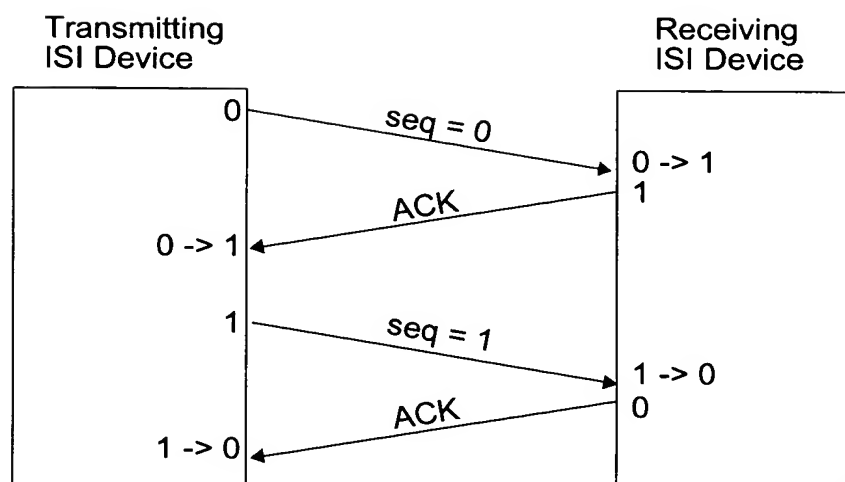 Transmitting
ISI Device
Receiving
ISI Device
0
seq = 0
0 -> 1
1
ACK
0 -> 1
1
seq = 1
1 -> 0
0
ACK
1 -> 0